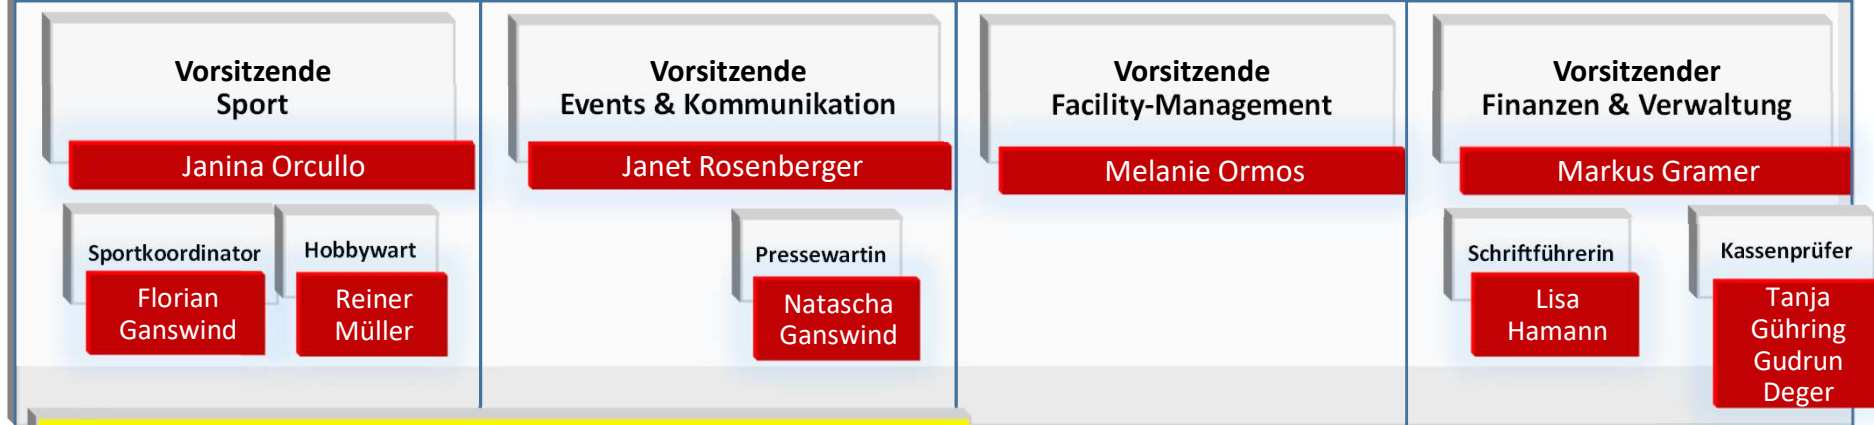 Vorsitzende
Sport
Janina Orcullo
Sportkoordinator
Florian
Ganswind
Hobbywart
Reiner
Müller
Vorsitzende
Events & Kommunikation
Janet Rosenberger
Pressewartin
Natascha
Ganswind
Vorsitzende
Facility-Management
Melanie Ormos
Vorsitzender
Finanzen & Verwaltung
Markus Gramer
Schriftführerin
Lisa
Hamann
Kassenprüfer
Tanja
Gühring
Gudrun
Deger